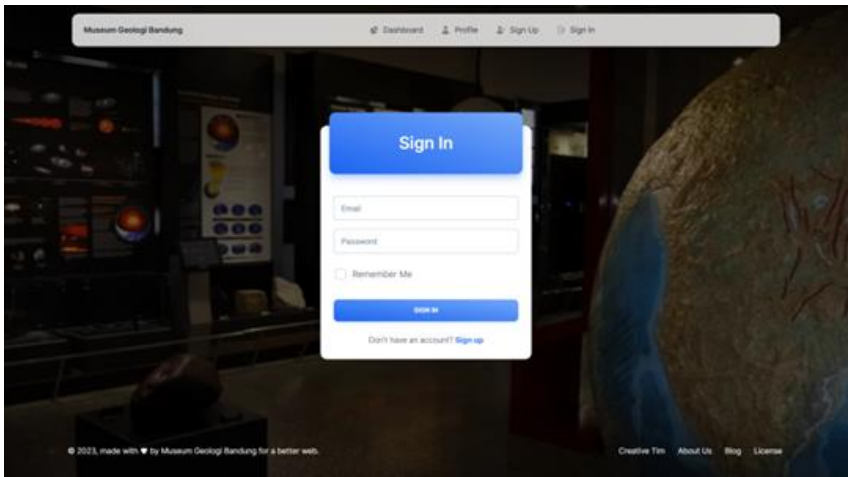 Museum Geologi Bandung Dashboard Profile Sign Up Sign In
Sign In
Email
Password
Remember Me
SIGN IN
Don't have an account? Sign up
© 2023, made with ♥ by Museum Geologi Bandung for a better web. Creative Tim About Us Blog License